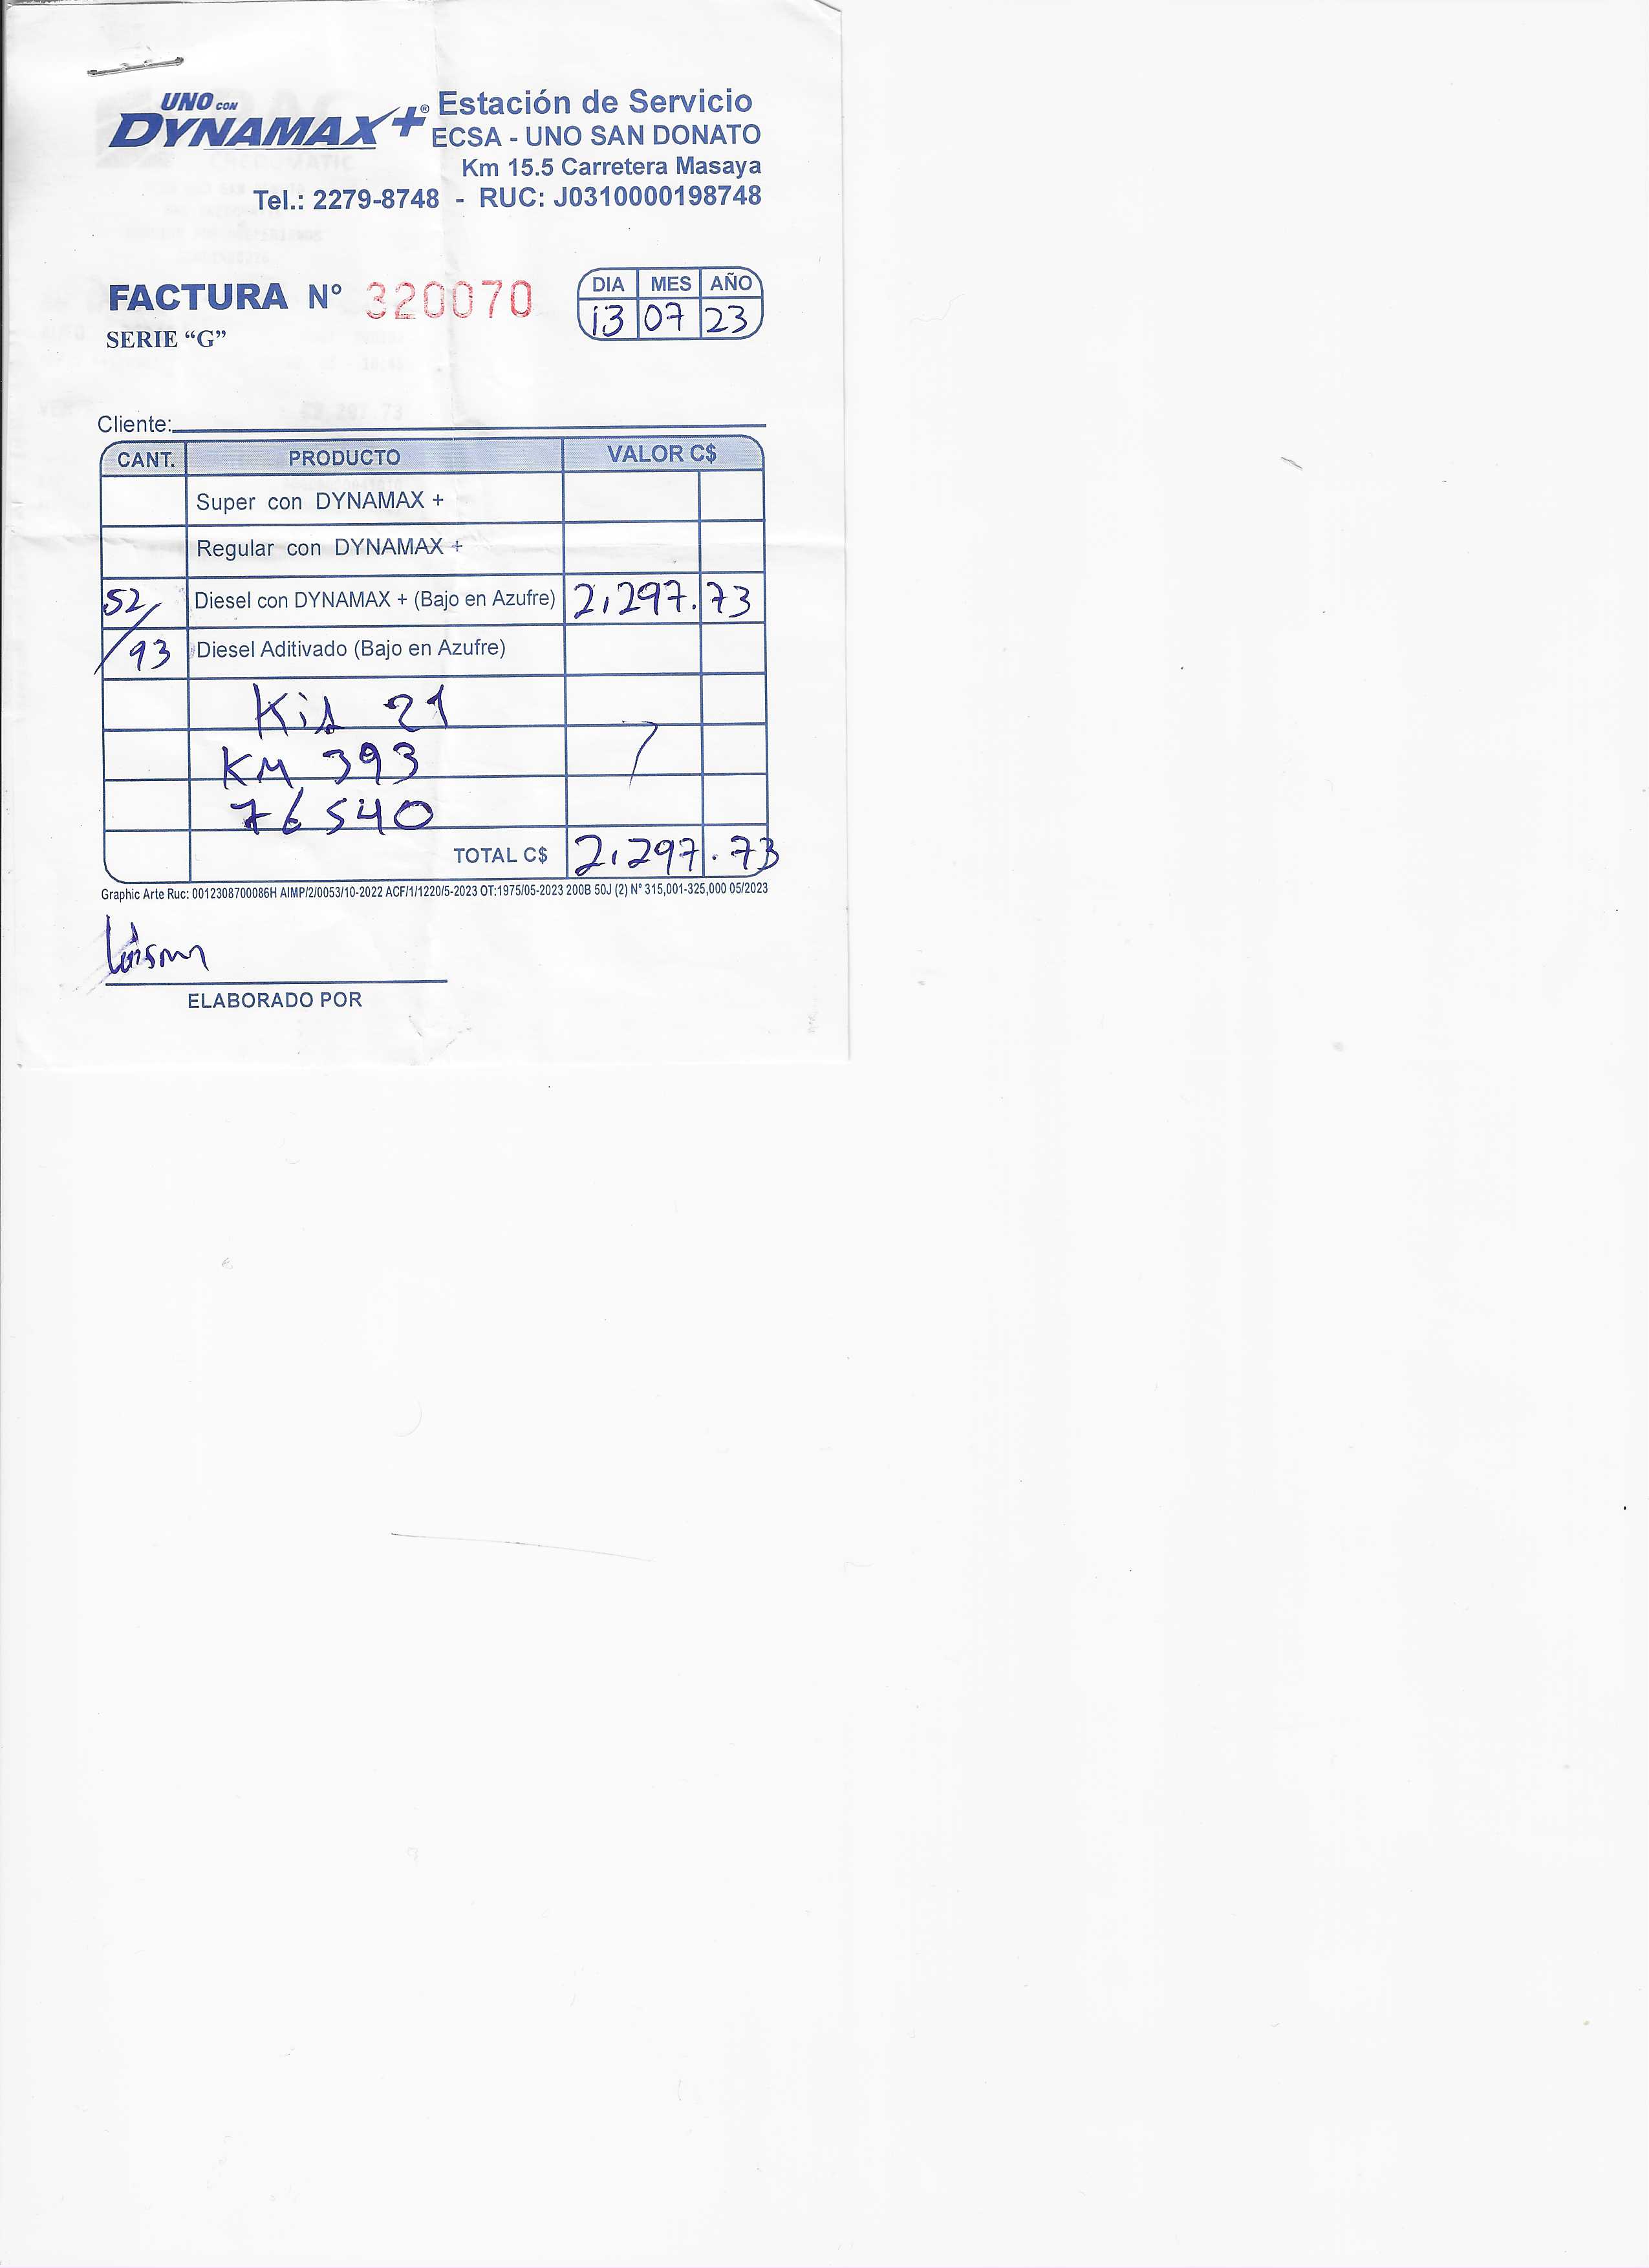 UNO CON
DYNAMAX+® Estación de Servicio
ECSA - UNO SAN DONATO
Km 15.5 Carretera Masaya
Tel.: 2279-8748 - RUC: J0310000198748
FACTURA N° 320070
DIA MES AÑO
13 07 23
SERIE “G”
Cliente:
CANT. PRODUCTO VALOR C$
Super con DYNAMAX +
Regular con DYNAMAX +
52/ Diesel con DYNAMAX + (Bajo en Azufre) 2,297.73
93 Diesel Aditivado (Bajo en Azufre)
Kia 21
KM 393
76540
TOTAL C$ 2,297.73
Graphic Arte Ruc: 0012308700086H AIMP/2/0053/10-2022 ACF/1/1220/5-2023 OT:1975/05-2023 200B 50J (2) N° 315,001-325,000 05/2023
ELABORADO POR